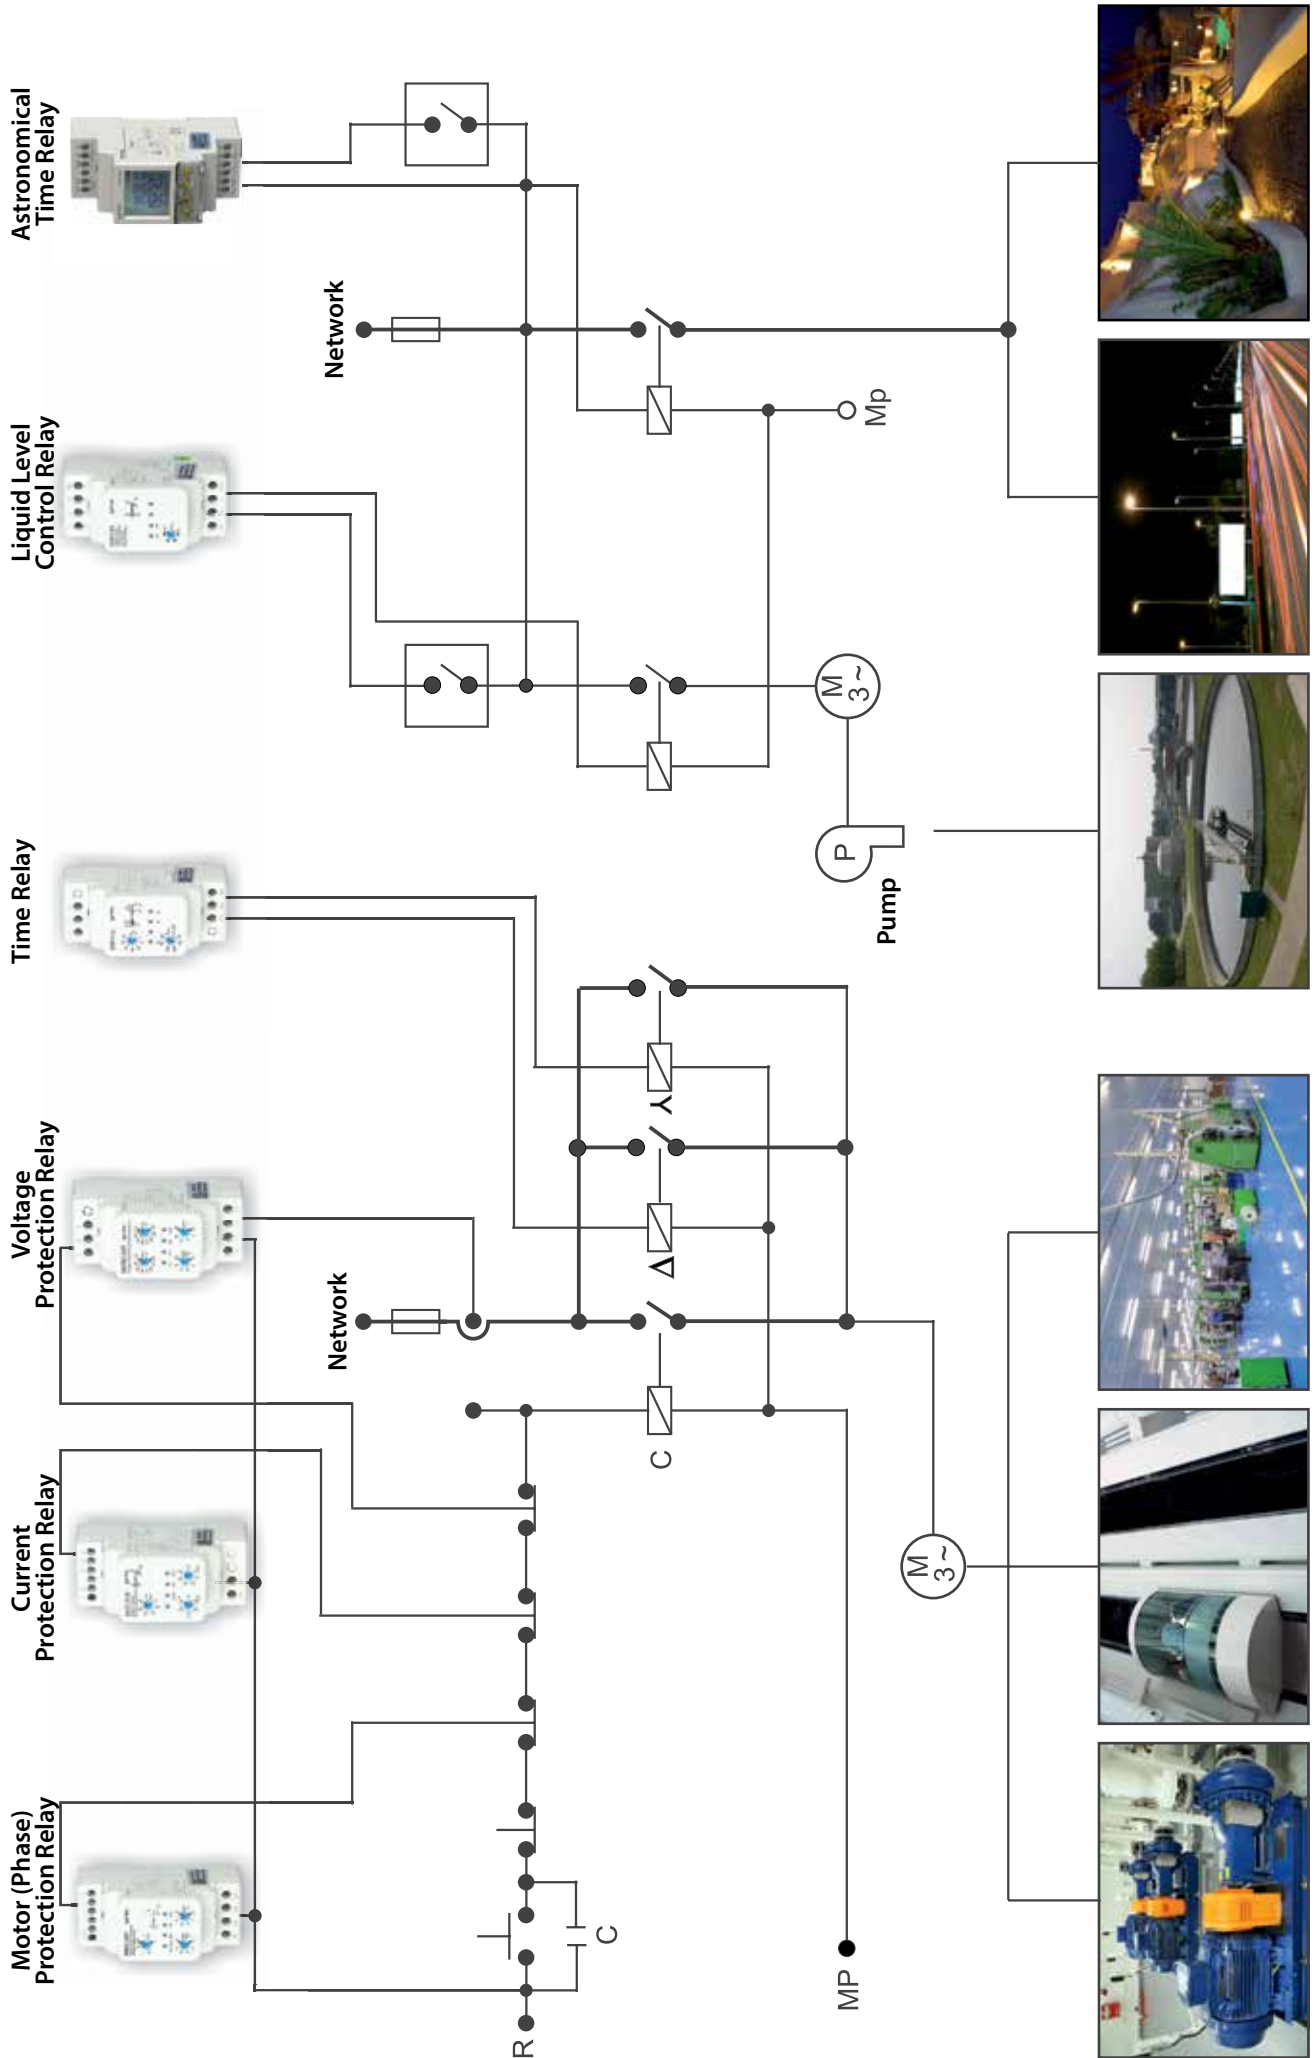 Motor (Phase)
Protection Relay
Current
Protection Relay
Voltage
Protection Relay
Time Relay
Liquid Level
Control Relay
Astronomical
Time Relay
Network
Network
R
C
C
Δ
Y
MP
M
3~
Pump
P
M
3~
Mp